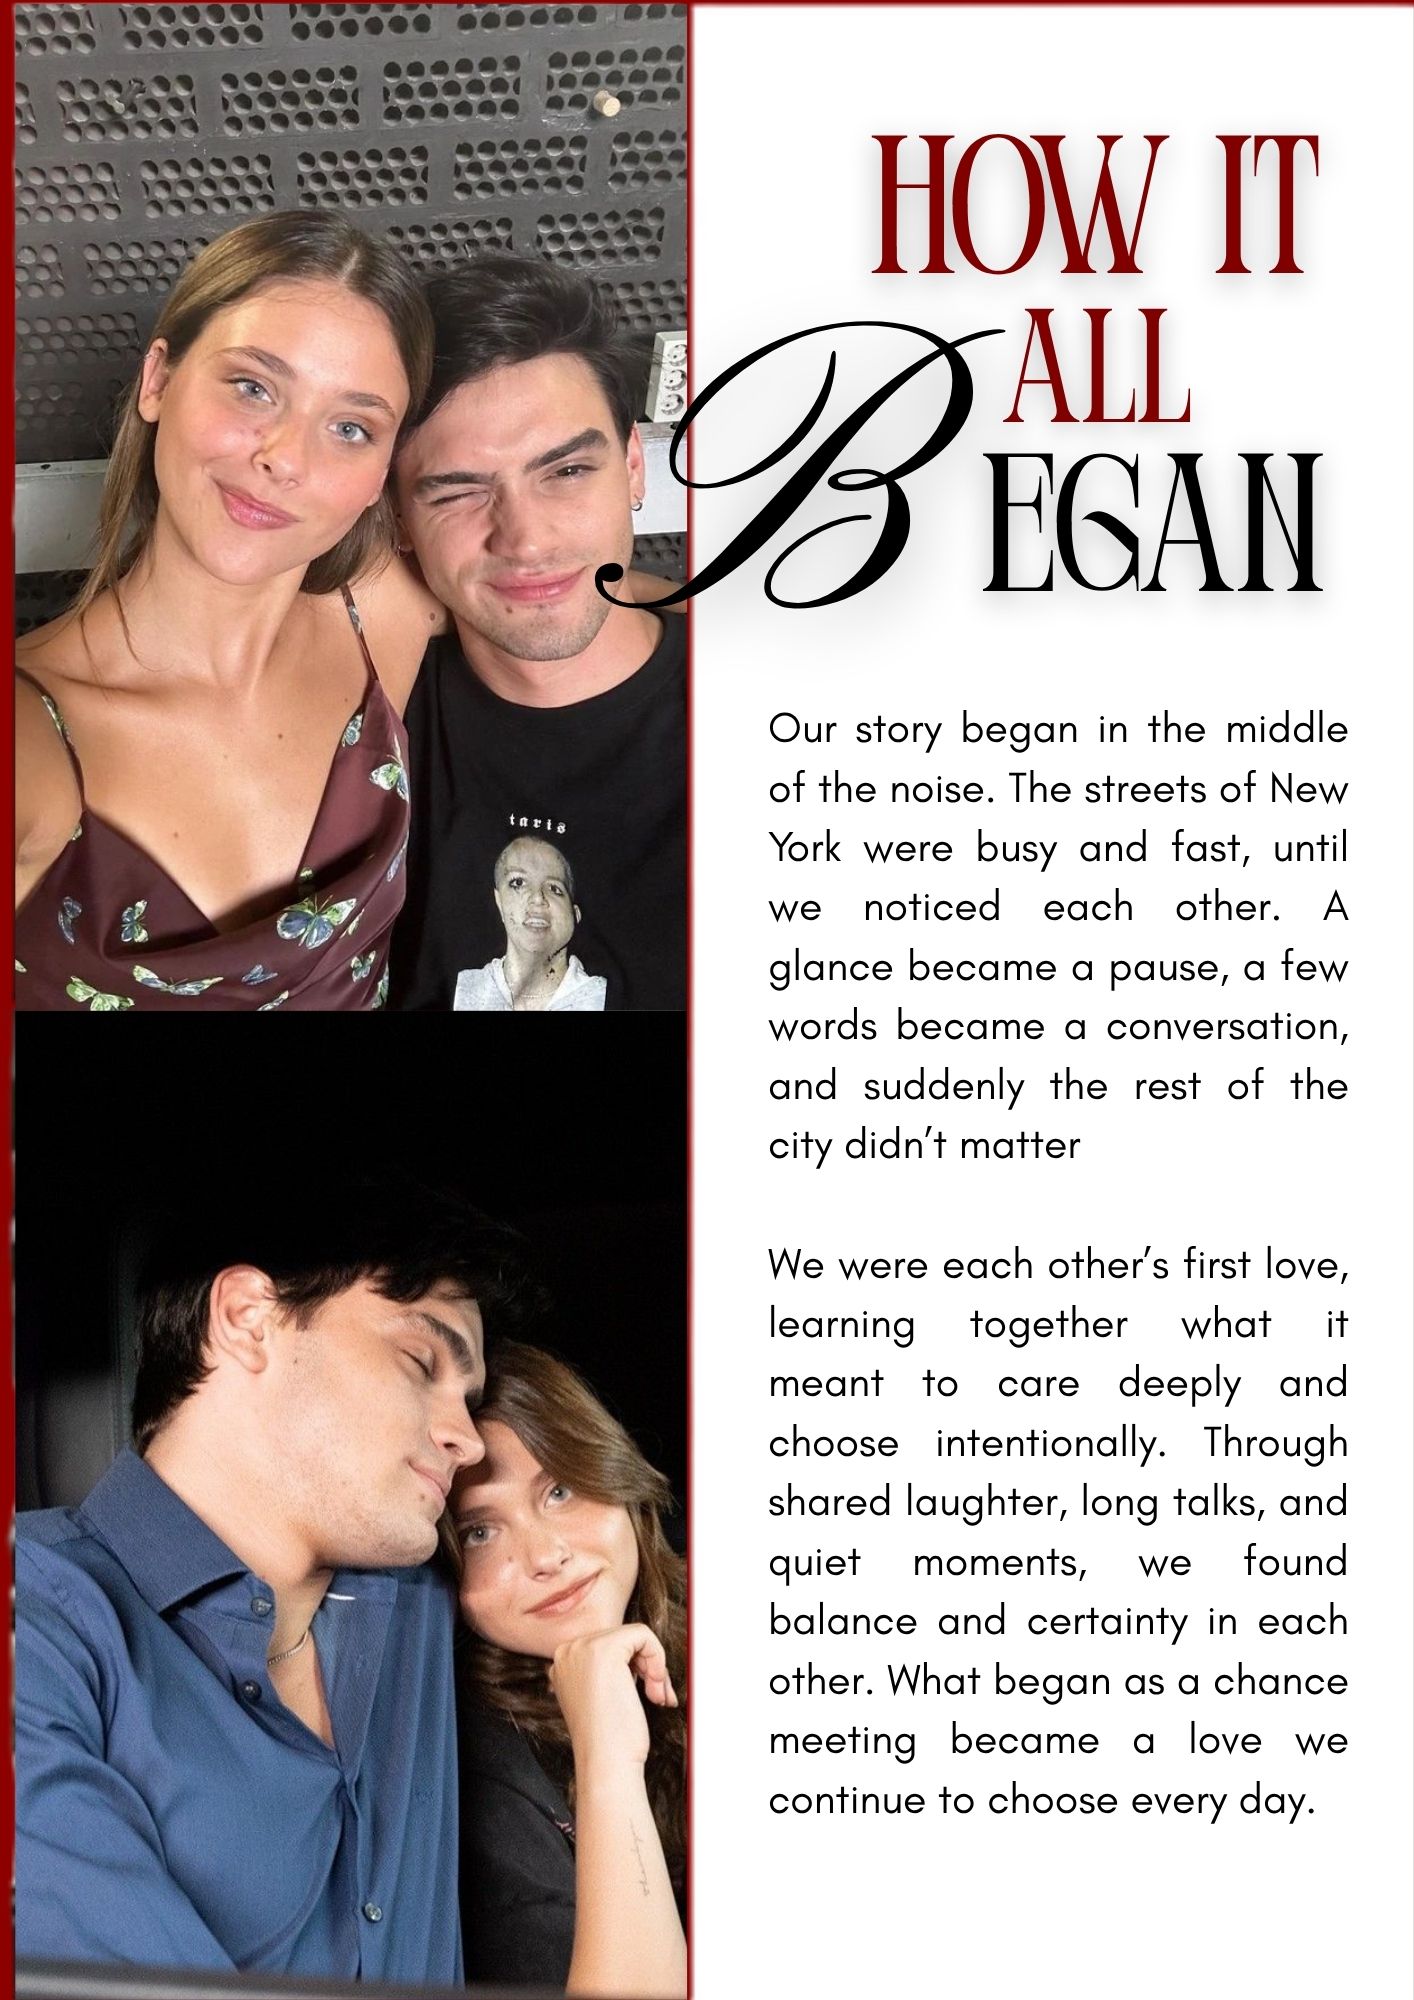 HOW IT
ALL
BEGAN
taris
Our story began in the middle
of the noise. The streets of New
York were busy and fast, until
we noticed each other. A
glance became a pause, a few
words became a conversation,
and suddenly the rest of the
city didn’t matter
We were each other’s first love,
learning together what it
meant to care deeply and
choose intentionally. Through
shared laughter, long talks, and
quiet moments, we found
balance and certainty in each
other. What began as a chance
meeting became a love we
continue to choose every day.